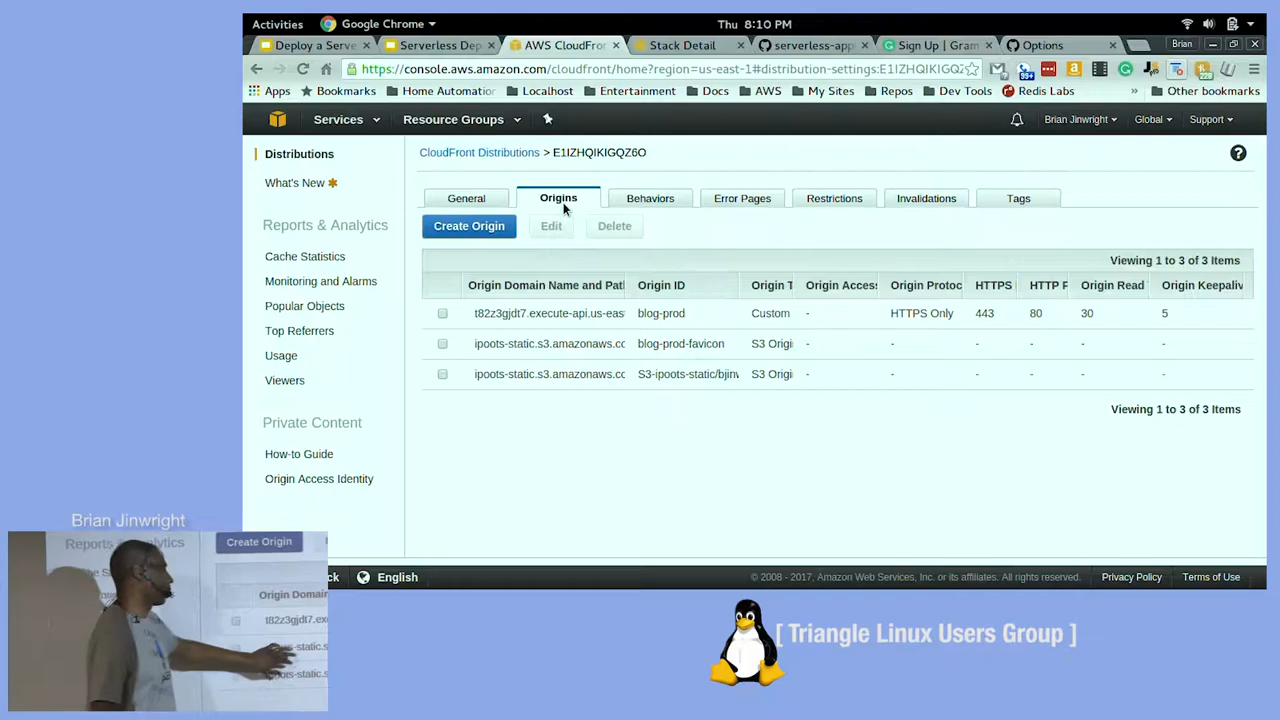 Activities
Google Chrome
Thu 8:10 PM
Deploy a Serve
Serverless Dep
AWS CloudFro
Stack Detail
serverless-app
Sign Up | Gram
Options
Brian
https://console.aws.amazon.com/cloudfront/home?region=us-east-1#distribution-settings:E1IZHQIKIGQZ
99+
Apps
Bookmarks
Home Automatio
Localhost
Entertainment
Docs
AWS
My Sites
Repos
Dev Tools
Redis Labs
»
Other bookmarks
Services
Resource Groups
Brian Jinwright
Global
Support
Distributions
What's New
Reports & Analytics
Cache Statistics
Monitoring and Alarms
Popular Objects
Top Referrers
Usage
Viewers
Private Content
How-to Guide
Origin Access Identity
CloudFront Distributions > E1IZHQIKIGQZ6O
General
Origins
Behaviors
Error Pages
Restrictions
Invalidations
Tags
Create Origin
Edit
Delete
Viewing 1 to 3 of 3 Items
Origin Domain Name and Pat Origin ID Origin T Origin Access Origin Protoc HTTPS HTTP P Origin Read Origin Keepaliv
t82z3gjdt7.execute-api.us-eas blog-prod Custom - HTTPS Only 443 80 30 5
ipoots-static.s3.amazonaws.co blog-prod-favicon S3 Origi - - - - - -
ipoots-static.s3.amazonaws.co S3-ipoots-static/bjinw S3 Origi - - - - - -
Viewing 1 to 3 of 3 Items
English
© 2008 - 2017, Amazon Web Services, Inc. or its affiliates. All rights reserved.
Privacy Policy
Terms of Use
Brian Jinwright
Create Origin
Origin Domain
t82z3gjdt7.ex
[ Triangle Linux Users Group ]